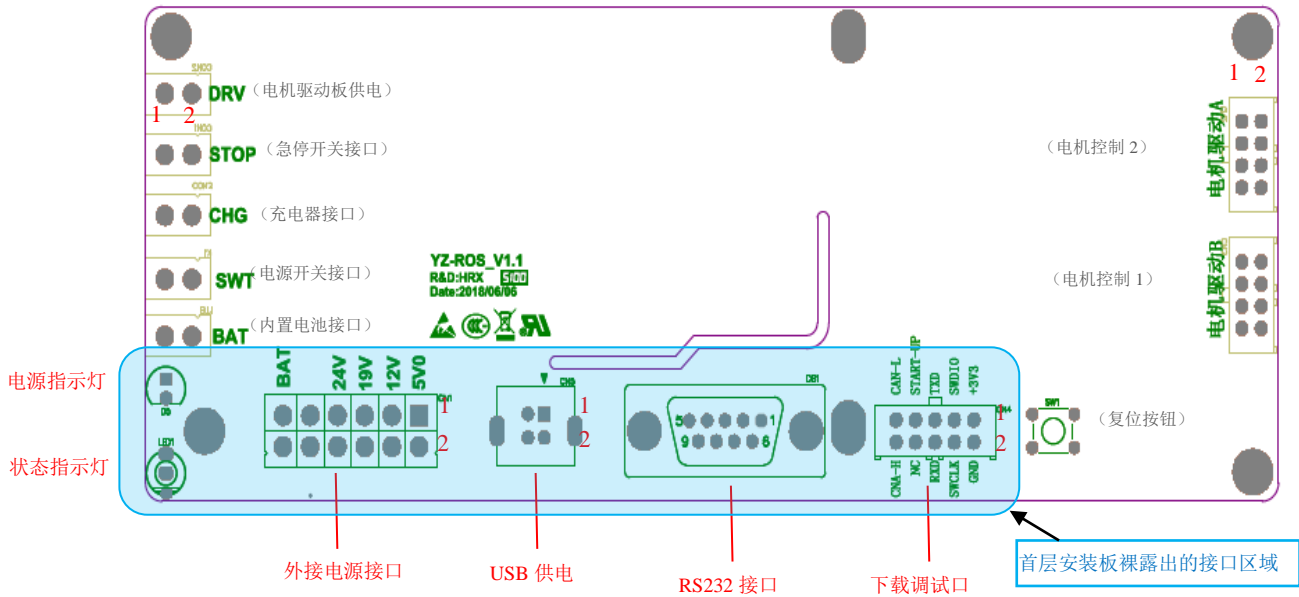 1 2
DRV（电机驱动板供电）
1 2
STOP（急停开关接口）
CHG（充电器接口）
SWT（电源开关接口）
BAT（内置电池接口）
YZ-ROS_V1.1
R&D:HRX
Date:2018/06/06
（电机控制 2）
电机驱动A
（电机控制 1）
电机驱动B
电源指示灯
状态指示灯
LED1
BAT 24V 19V 12V 5V0
1
2
1
2
DB1
5 1
9 6
CAN-L START-UP TXD SWDIO +3V3
1
2
CNA-H NC RXD SWCLK GND
SW1
（复位按钮）
外接电源接口
USB 供电
RS232 接口
下载调试口
首层安装板裸露出的接口区域